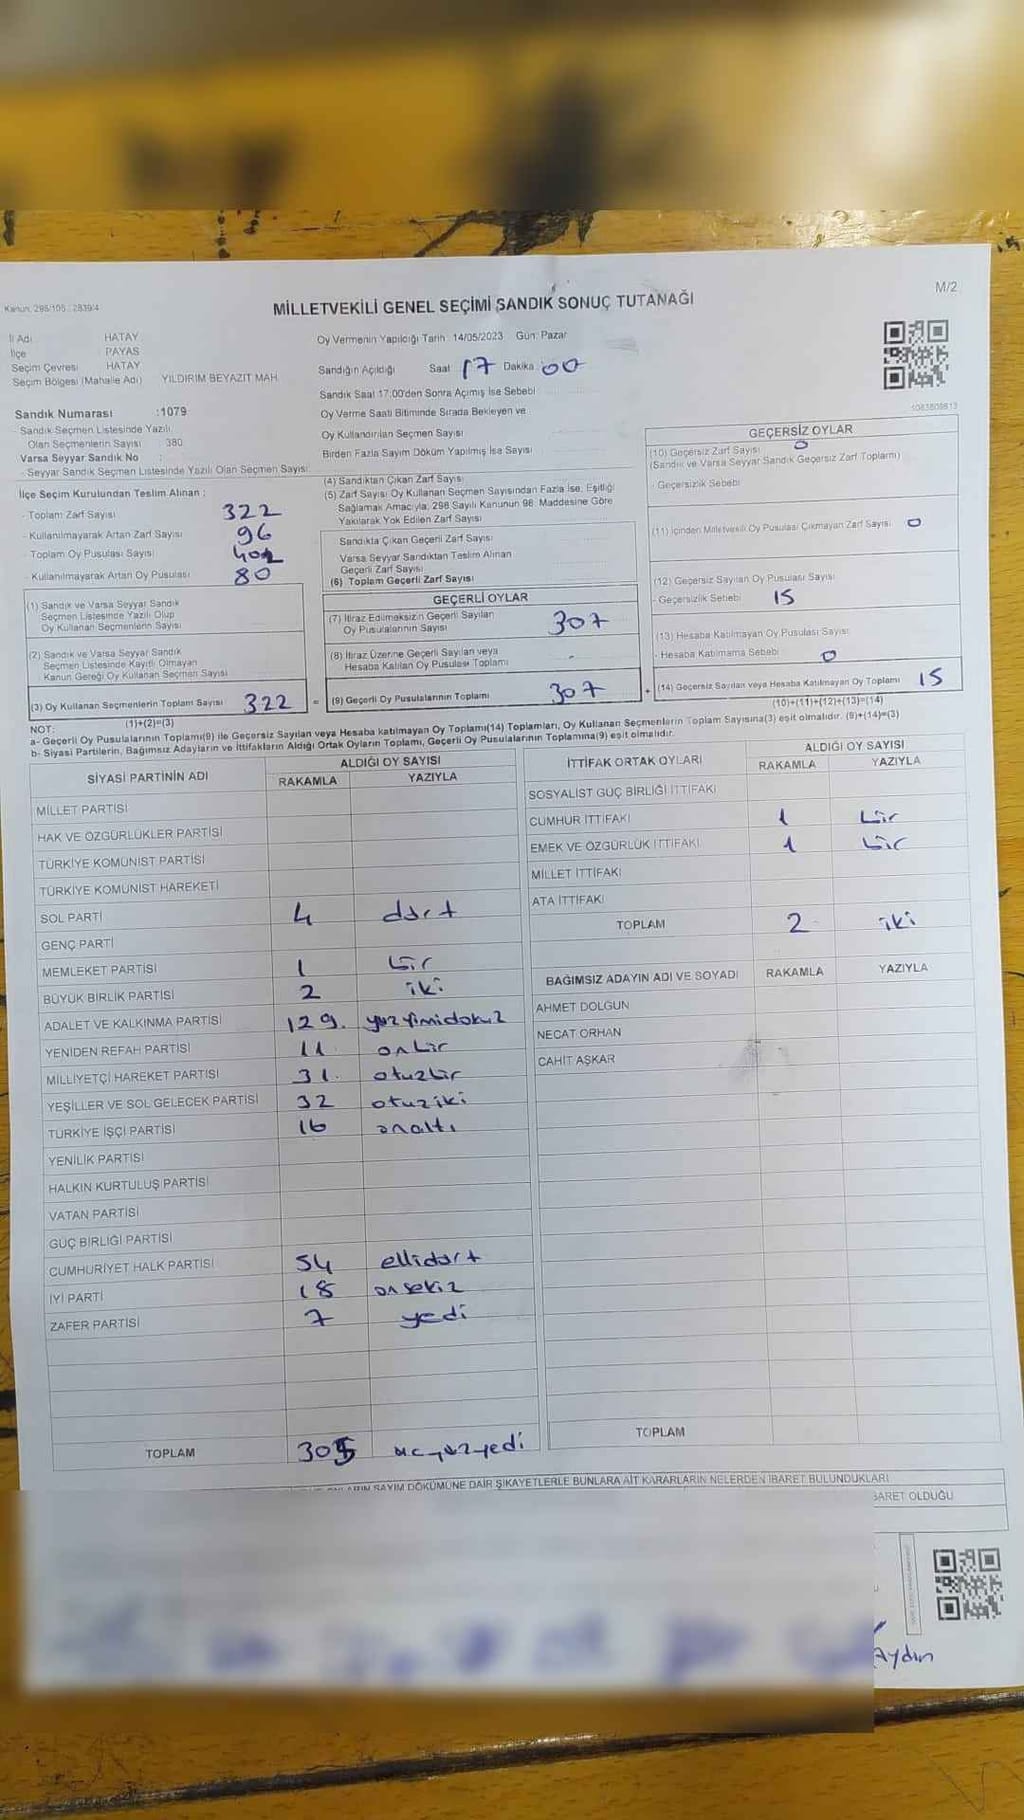 Kanun: 298/105 : 2839/4
MİLLETVEKİLİ GENEL SEÇİMİ SANDIK SONUÇ TUTANAĞI
M/2
İl Adı HATAY
İlçe PAYAS
Seçim Çevresi HATAY
Seçim Bölgesi (Mahalle Adı) YILDIRIM BEYAZIT MAH.
Sandık Numarası :1079
- Sandık Seçmen Listesinde Yazılı
Olan Seçmenlerin Sayısı : 380
Varsa Seyyar Sandık No :
- Seyyar Sandık Seçmen Listesinde Yazılı Olan Seçmen Sayısı:
İlçe Seçim Kurulundan Teslim Alınan :
- Toplam Zarf Sayısı 322
- Kullanılmayarak Artan Zarf Sayısı 96
- Toplam Oy Pusulası Sayısı 402
- Kullanılmayarak Artan Oy Pusulası 80
(1) Sandık ve Varsa Seyyar Sandık
Seçmen Listesinde Yazılı Olup
Oy Kullanan Seçmenlerin Sayısı
(2) Sandık ve Varsa Seyyar Sandık
Seçmen Listesinde Kayıtlı Olmayan
Kanun Gereği Oy Kullanan Seçmen Sayısı
(3) Oy Kullanan Seçmenlerin Toplam Sayısı 322
(1)+(2)=(3)
Oy Vermenin Yapıldığı Tarih: 14/05/2023 Gün: Pazar
Sandığın Açıldığı Saat 17 Dakika 00
Sandık Saat 17:00'den Sonra Açımış İse Sebebi
Oy Verme Saati Bitiminde Sırada Bekleyen ve
Oy Kullandırılan Seçmen Sayısı
Birden Fazla Sayım Döküm Yapılmış İse Sayısı
(4) Sandıktan Çıkan Zarf Sayısı
(5) Zarf Sayısı Oy Kullanan Seçmen Sayısından Fazla İse, Eşitliği
Sağlamak Amacıyla, 298 Sayılı Kanunun 98. Maddesine Göre
Yakılarak Yok Edilen Zarf Sayısı
Sandıkta Çıkan Geçerli Zarf Sayısı
Varsa Seyyar Sandıktan Teslim Alınan
Geçerli Zarf Sayısı
(6) Toplam Geçerli Zarf Sayısı
GEÇERLİ OYLAR
(7) İtiraz Edilmeksizin Geçerli Sayılan
Oy Pusulalarının Sayısı 307
(8) İtiraz Üzerine Geçerli Sayılan veya
Hesaba Katılan Oy Pusulası Toplamı -
(9) Geçerli Oy Pusulalarının Toplamı 307
1083809613
GEÇERSİZ OYLAR
(10) Geçersiz Zarf Sayısı 0
(Sandık ve Varsa Seyyar Sandık Geçersiz Zarf Toplamı)
- Geçersizlik Sebebi
(11) İçinden Milletvekili Oy Pusulası Çıkmayan Zarf Sayısı 0
(12) Geçersiz Sayılan Oy Pusulası Sayısı
- Geçersizlik Sebebi 15
(13) Hesaba Katılmayan Oy Pusulası Sayısı
- Hesaba Katılmama Sebebi 0
(14) Geçersiz Sayılan veya Hesaba Katılmayan Oy Toplamı 15
(10)+(11)+(12)+(13)=(14)
NOT:
a- Geçerli Oy Pusulalarının Toplamı(9) ile Geçersiz Sayılan veya Hesaba katılmayan Oy Toplamı(14) Toplamları, Oy Kullanan Seçmenlerin Toplam Sayısına(3) eşit olmalıdır. (9)+(14)=(3)
b- Siyasi Partilerin, Bağımsız Adayların ve İttifakların Aldığı Ortak Oyların Toplamı, Geçerli Oy Pusulalarının Toplamına(9) eşit olmalıdır.
SİYASİ PARTİNİN ADI ALDIĞI OY SAYISI
RAKAMLA YAZIYLA
MİLLET PARTİSİ
HAK VE ÖZGÜRLÜKLER PARTİSİ
TÜRKİYE KOMÜNİST PARTİSİ
TÜRKİYE KOMÜNİST HAREKETİ
SOL PARTİ 4 dört
GENÇ PARTİ
MEMLEKET PARTİSİ 1 bir
BÜYÜK BİRLİK PARTİSİ 2 iki
ADALET VE KALKINMA PARTİSİ 129. yüzyirmidokuz
YENİDEN REFAH PARTİSİ 11 onbir
MİLLİYETÇİ HAREKET PARTİSİ 31. otuzbir
YEŞİLLER VE SOL GELECEK PARTİSİ 32 otuziki
TÜRKİYE İŞÇİ PARTİSİ 16 onaltı
YENİLİK PARTİSİ
HALKIN KURTULUŞ PARTİSİ
VATAN PARTİSİ
GÜÇ BİRLİĞİ PARTİSİ
CUMHURİYET HALK PARTİSİ 54 ellidört
İYİ PARTİ 18 onsekiz
ZAFER PARTİSİ 7 yedi
TOPLAM 305 üçyüzyedi
İTTİFAK ORTAK OYLARI ALDIĞI OY SAYISI
RAKAMLA YAZIYLA
SOSYALİST GÜÇ BİRLİĞİ İTTİFAKI
CUMHUR İTTİFAKI 1 bir
EMEK VE ÖZGÜRLÜK İTTİFAKI 1 bir
MİLLET İTTİFAKI
ATA İTTİFAKI
TOPLAM 2 iki
BAĞIMSIZ ADAYIN ADI VE SOYADI RAKAMLA YAZIYLA
AHMET DOLGUN
NECAT ORHAN
CAHİT AŞKAR
TOPLAM
SAYIM DÖKÜMÜNE DAİR ŞİKAYETLERLE BUNLARA AİT KARARLARIN NELERDEN İBARET BULUNDUKLARI
OLDUĞU
Aydın